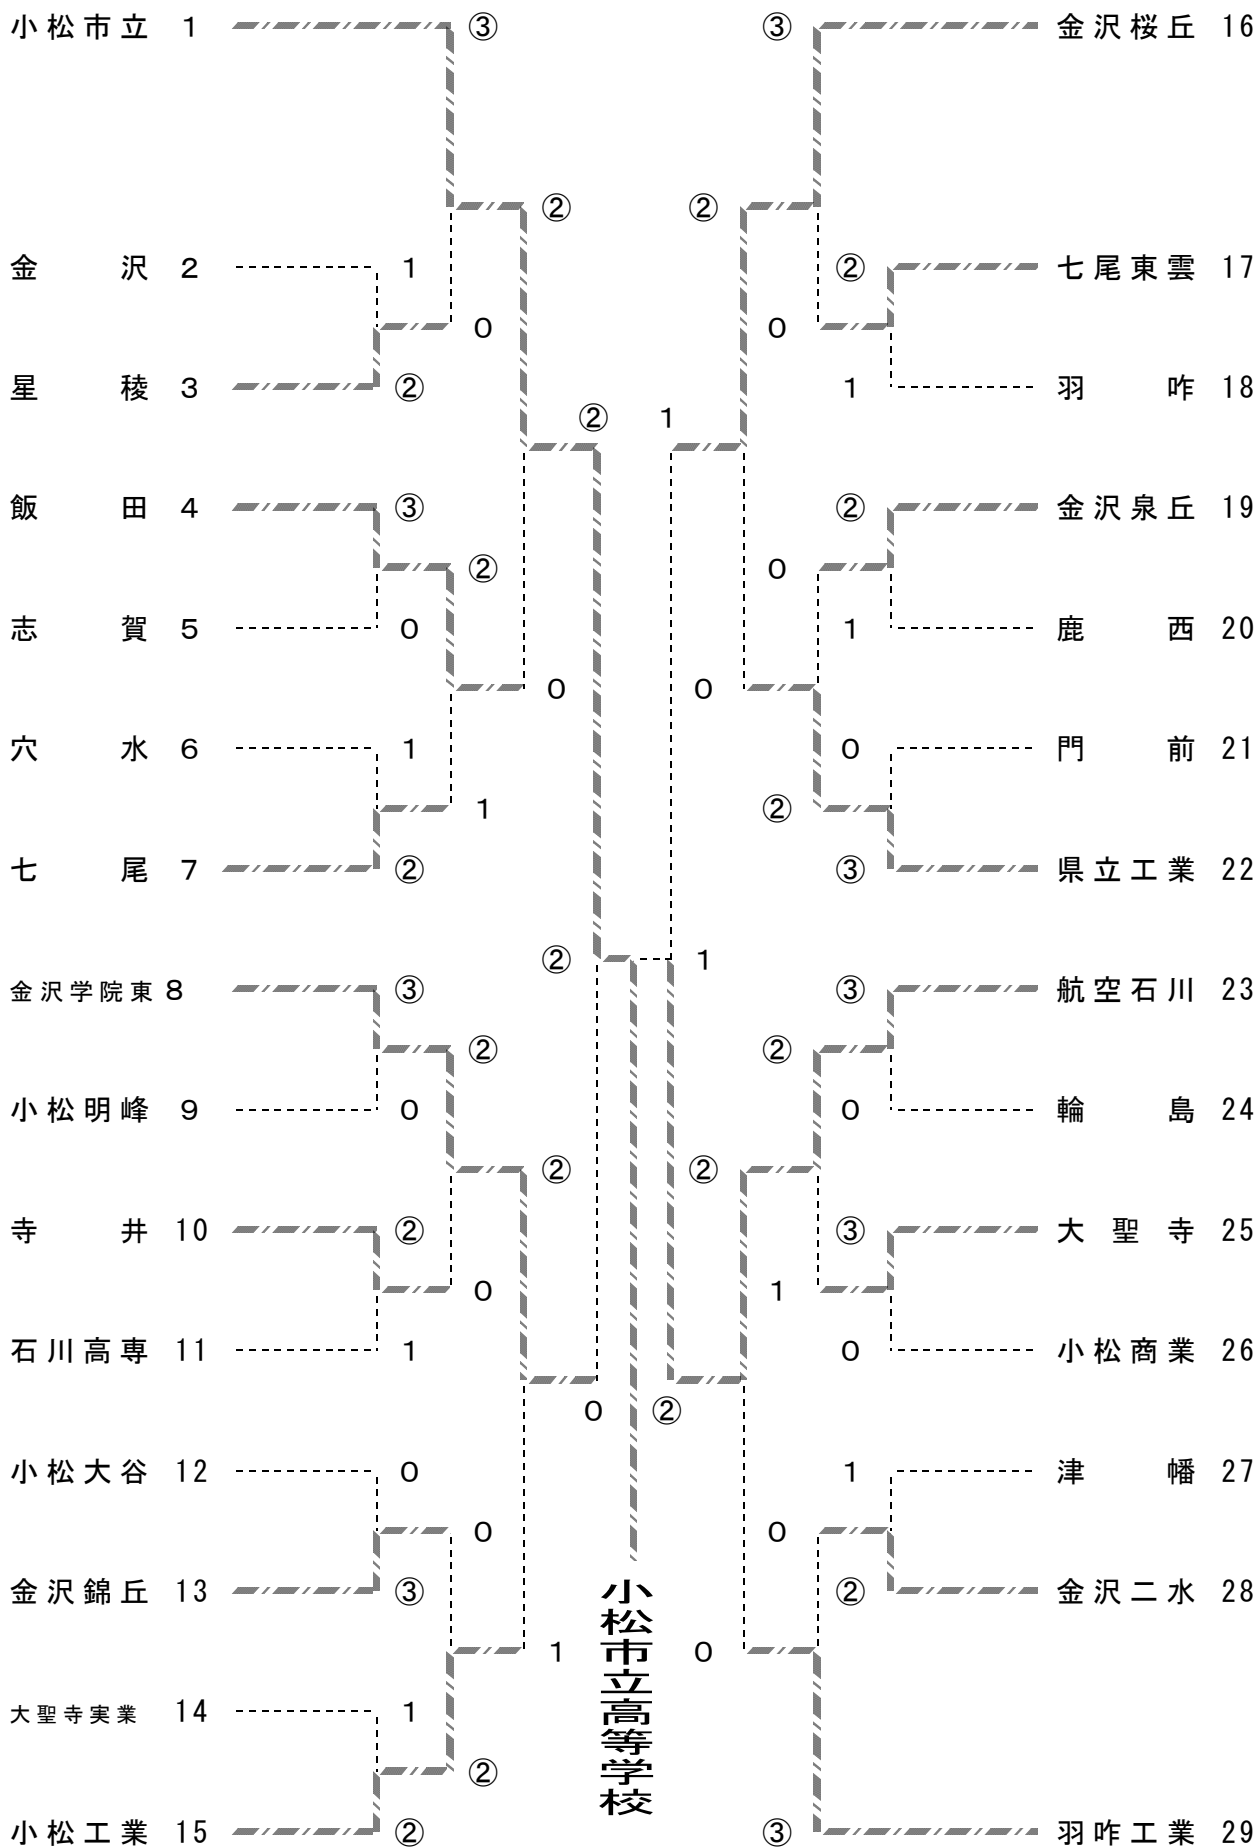 小松市立 1 ③ ③ 金沢桜丘 16
② ②
金沢 2 1 ② 七尾東雲 17
0 0
星稜 3 ② 1 羽咋 18
② 1
飯田 4 ③ ② 金沢泉丘 19
② 0
志賀 5 0 1 鹿西 20
0 0
穴水 6 1 0 門前 21
1 ②
七尾 7 ② ③ 県立工業 22
② 1
金沢学院東 8 ③ ③ 航空石川 23
② ②
小松明峰 9 0 0 輪島 24
② ②
寺井 10 ② ③ 大聖寺 25
0 1
石川高専 11 1 0 小松商業 26
0 ②
小松大谷 12 0 1 津幡 27
0 0
金沢錦丘 13 ③ ② 金沢二水 28
1 0
大聖寺実業 14 1
②
小松工業 15 ② ③ 羽咋工業 29
小松市立高等学校